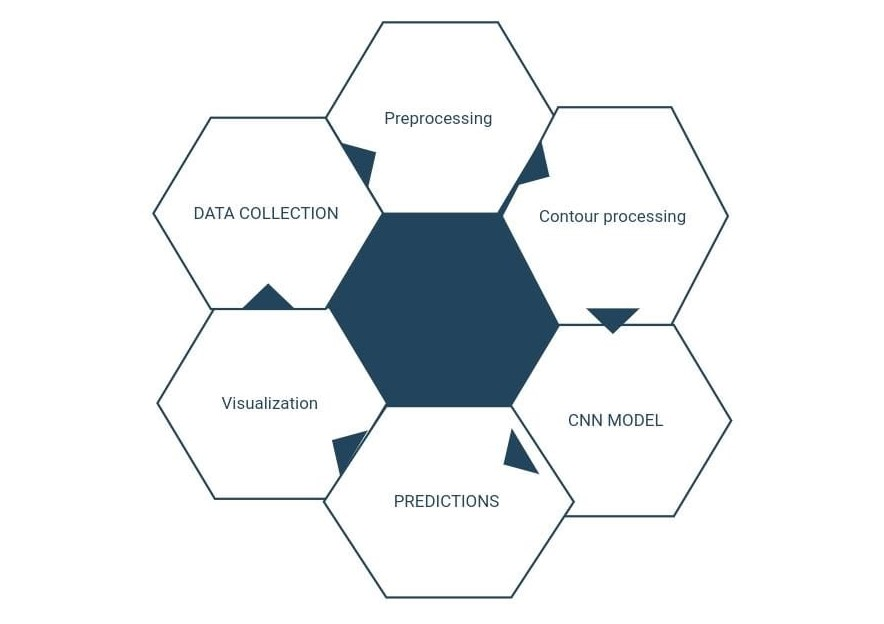 Preprocessing
DATA COLLECTION
Contour processing
Visualization
CNN MODEL
PREDICTIONS